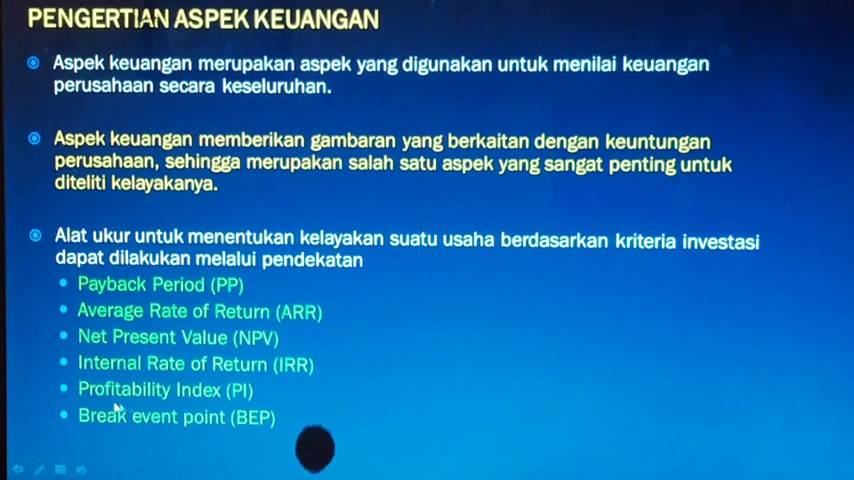 PENGERTIAN ASPEK KEUANGAN
Aspek keuangan merupakan aspek yang digunakan untuk menilai keuangan
perusahaan secara keseluruhan.
Aspek keuangan memberikan gambaran yang berkaitan dengan keuntungan
perusahaan, sehingga merupakan salah satu aspek yang sangat penting untuk
diteliti kelayakanya.
Alat ukur untuk menentukan kelayakan suatu usaha berdasarkan kriteria investasi
dapat dilakukan melalui pendekatan
Payback Period (PP)
Average Rate of Return (ARR)
Net Present Value (NPV)
Internal Rate of Return (IRR)
Profitability Index (PI)
Break event point (BEP)